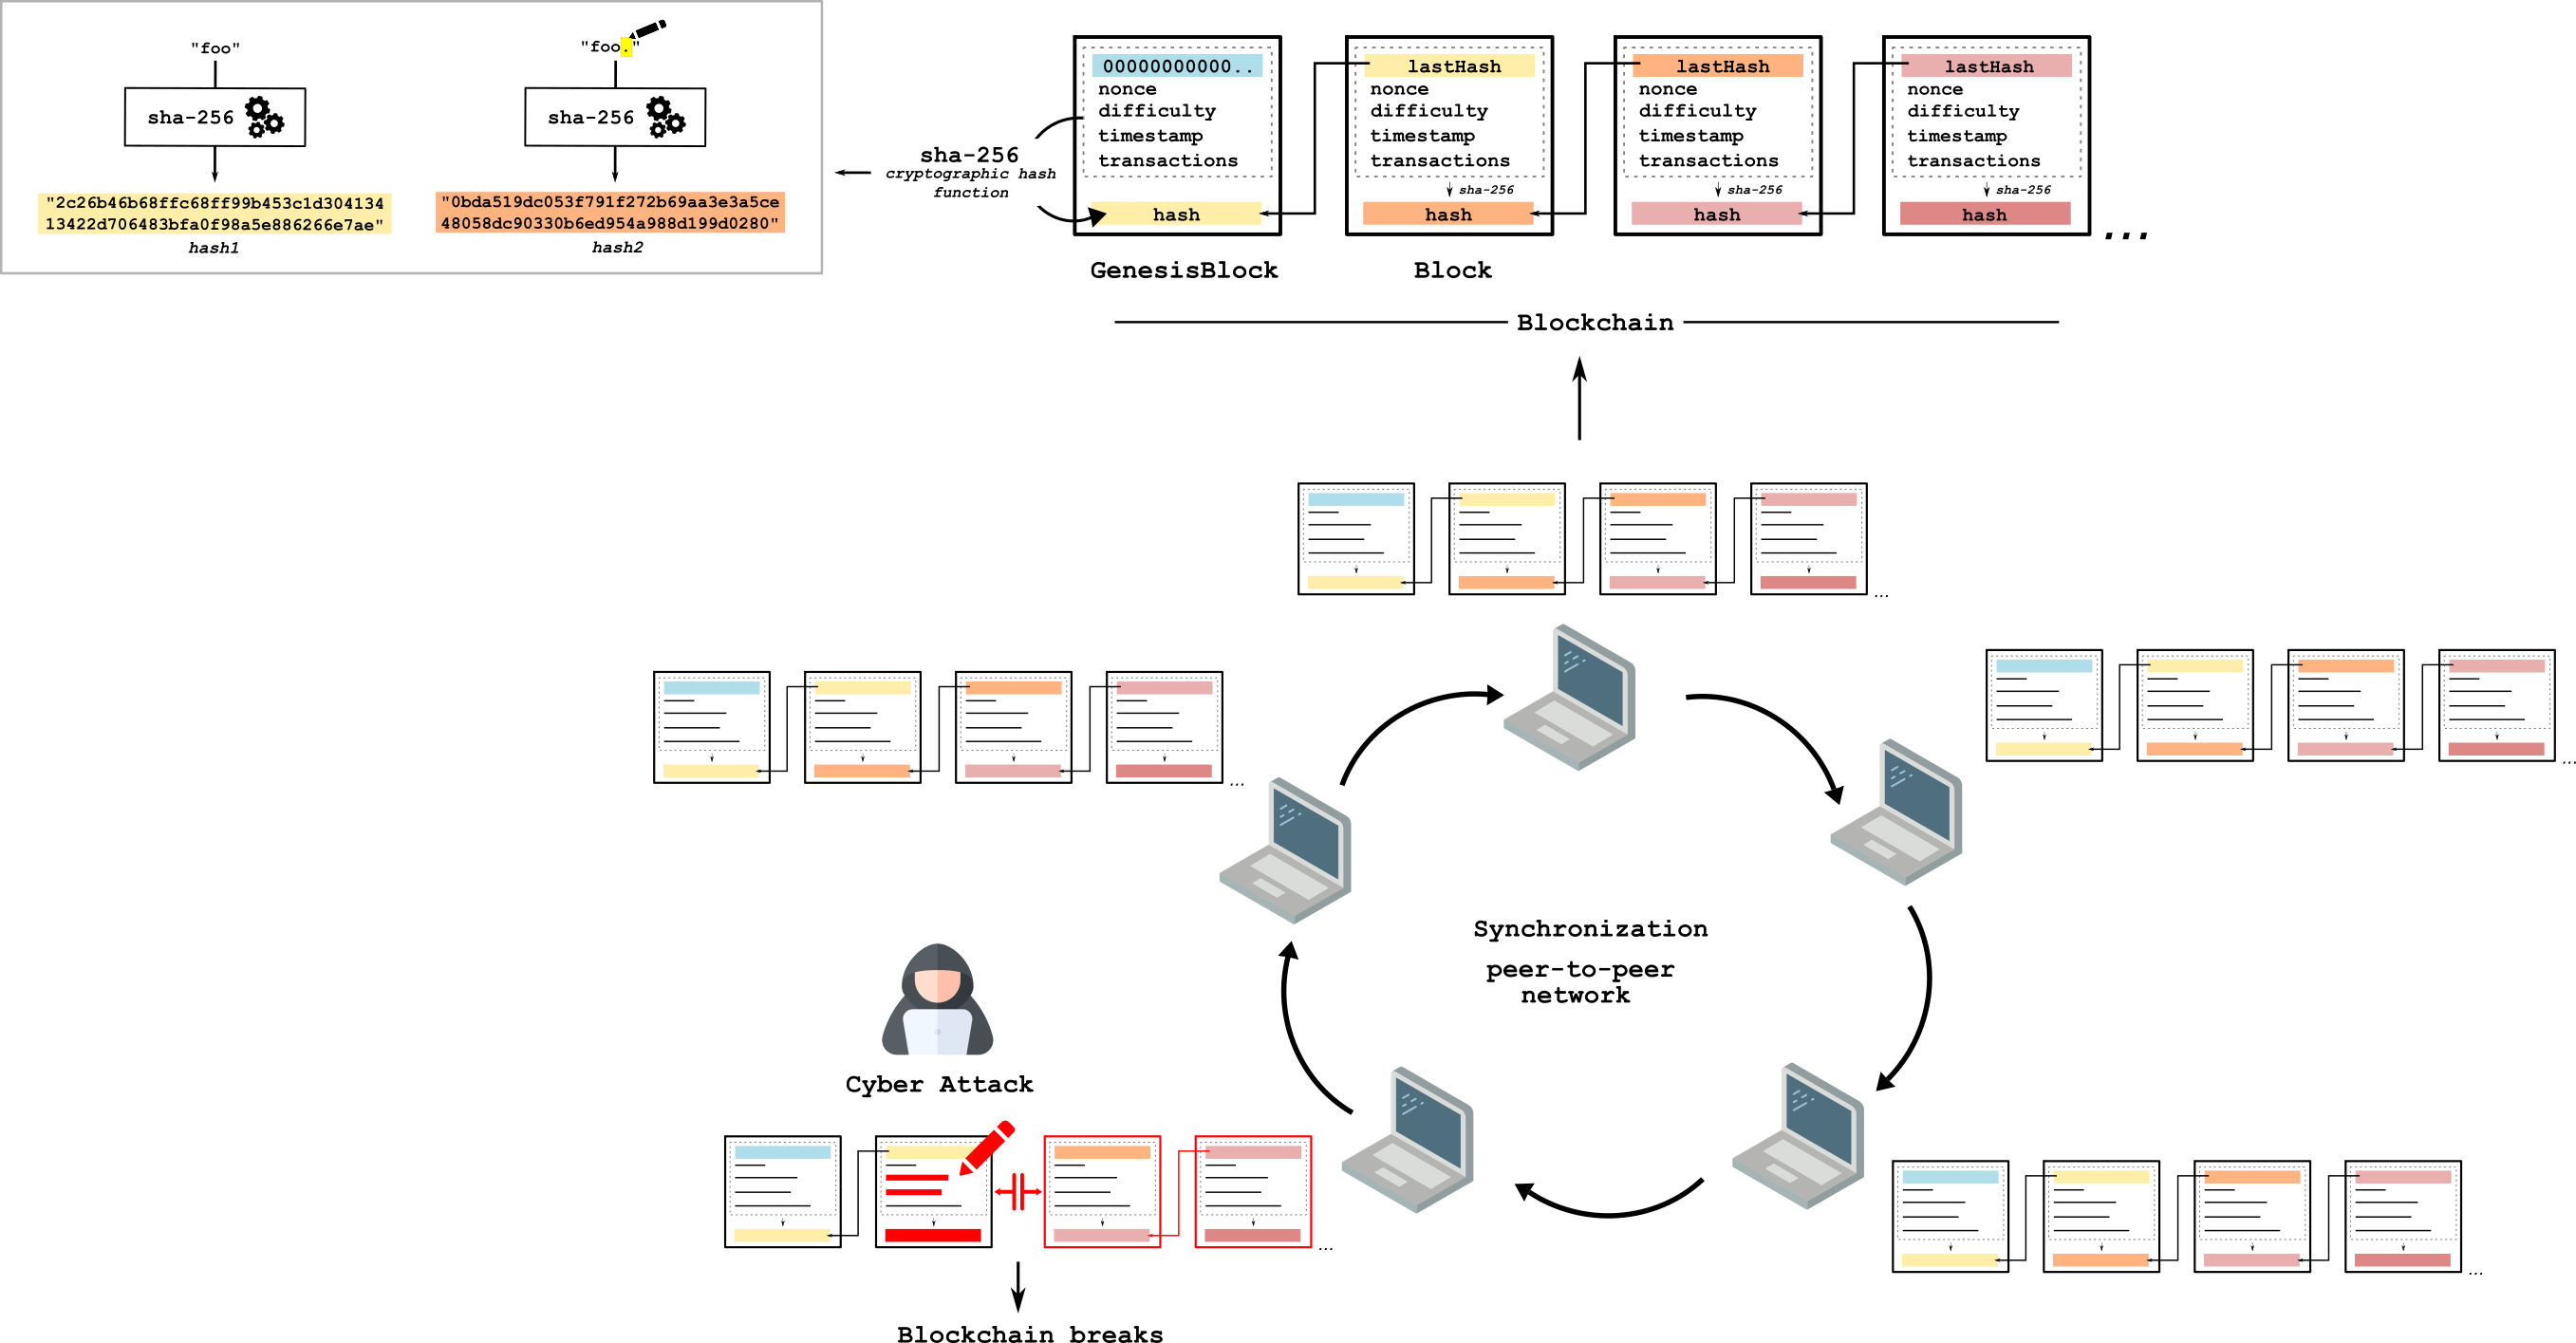 "foo"
sha-256
"2c26b46b68ffc68ff99b453c1d304134
13422d706483bfa0f98a5e886266e7ae"
hash1
"foo."
sha-256
"0bda519dc053f791f272b69aa3e3a5ce
48058dc90330b6ed954a988d199d0280"
hash2
sha-256
cryptographic hash
function
00000000000..
nonce
difficulty
timestamp
transactions
hash
GenesisBlock
lastHash
nonce
difficulty
timestamp
transactions
sha-256
hash
Block
lastHash
nonce
difficulty
timestamp
transactions
sha-256
hash
lastHash
nonce
difficulty
timestamp
transactions
sha-256
hash
...
Blockchain
...
...
...
Synchronization
peer-to-peer
network
Cyber Attack
...
...
Blockchain breaks